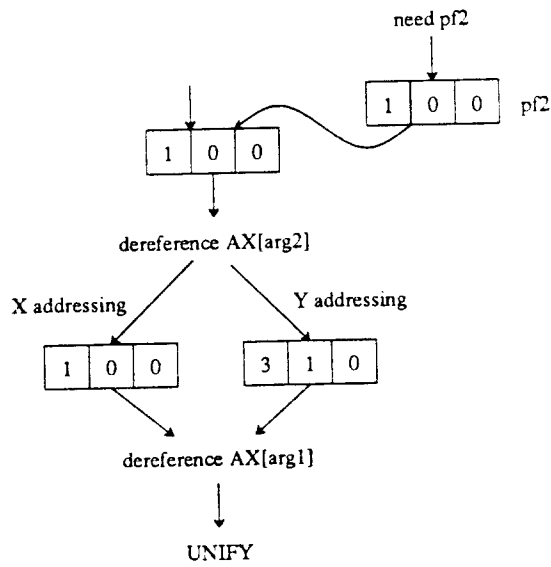 need pf2
1 0 0 pf2
1 0 0
dereference AX[arg2]
X addressing Y addressing
1 0 0 3 1 0
dereference AX[arg1]
UNIFY